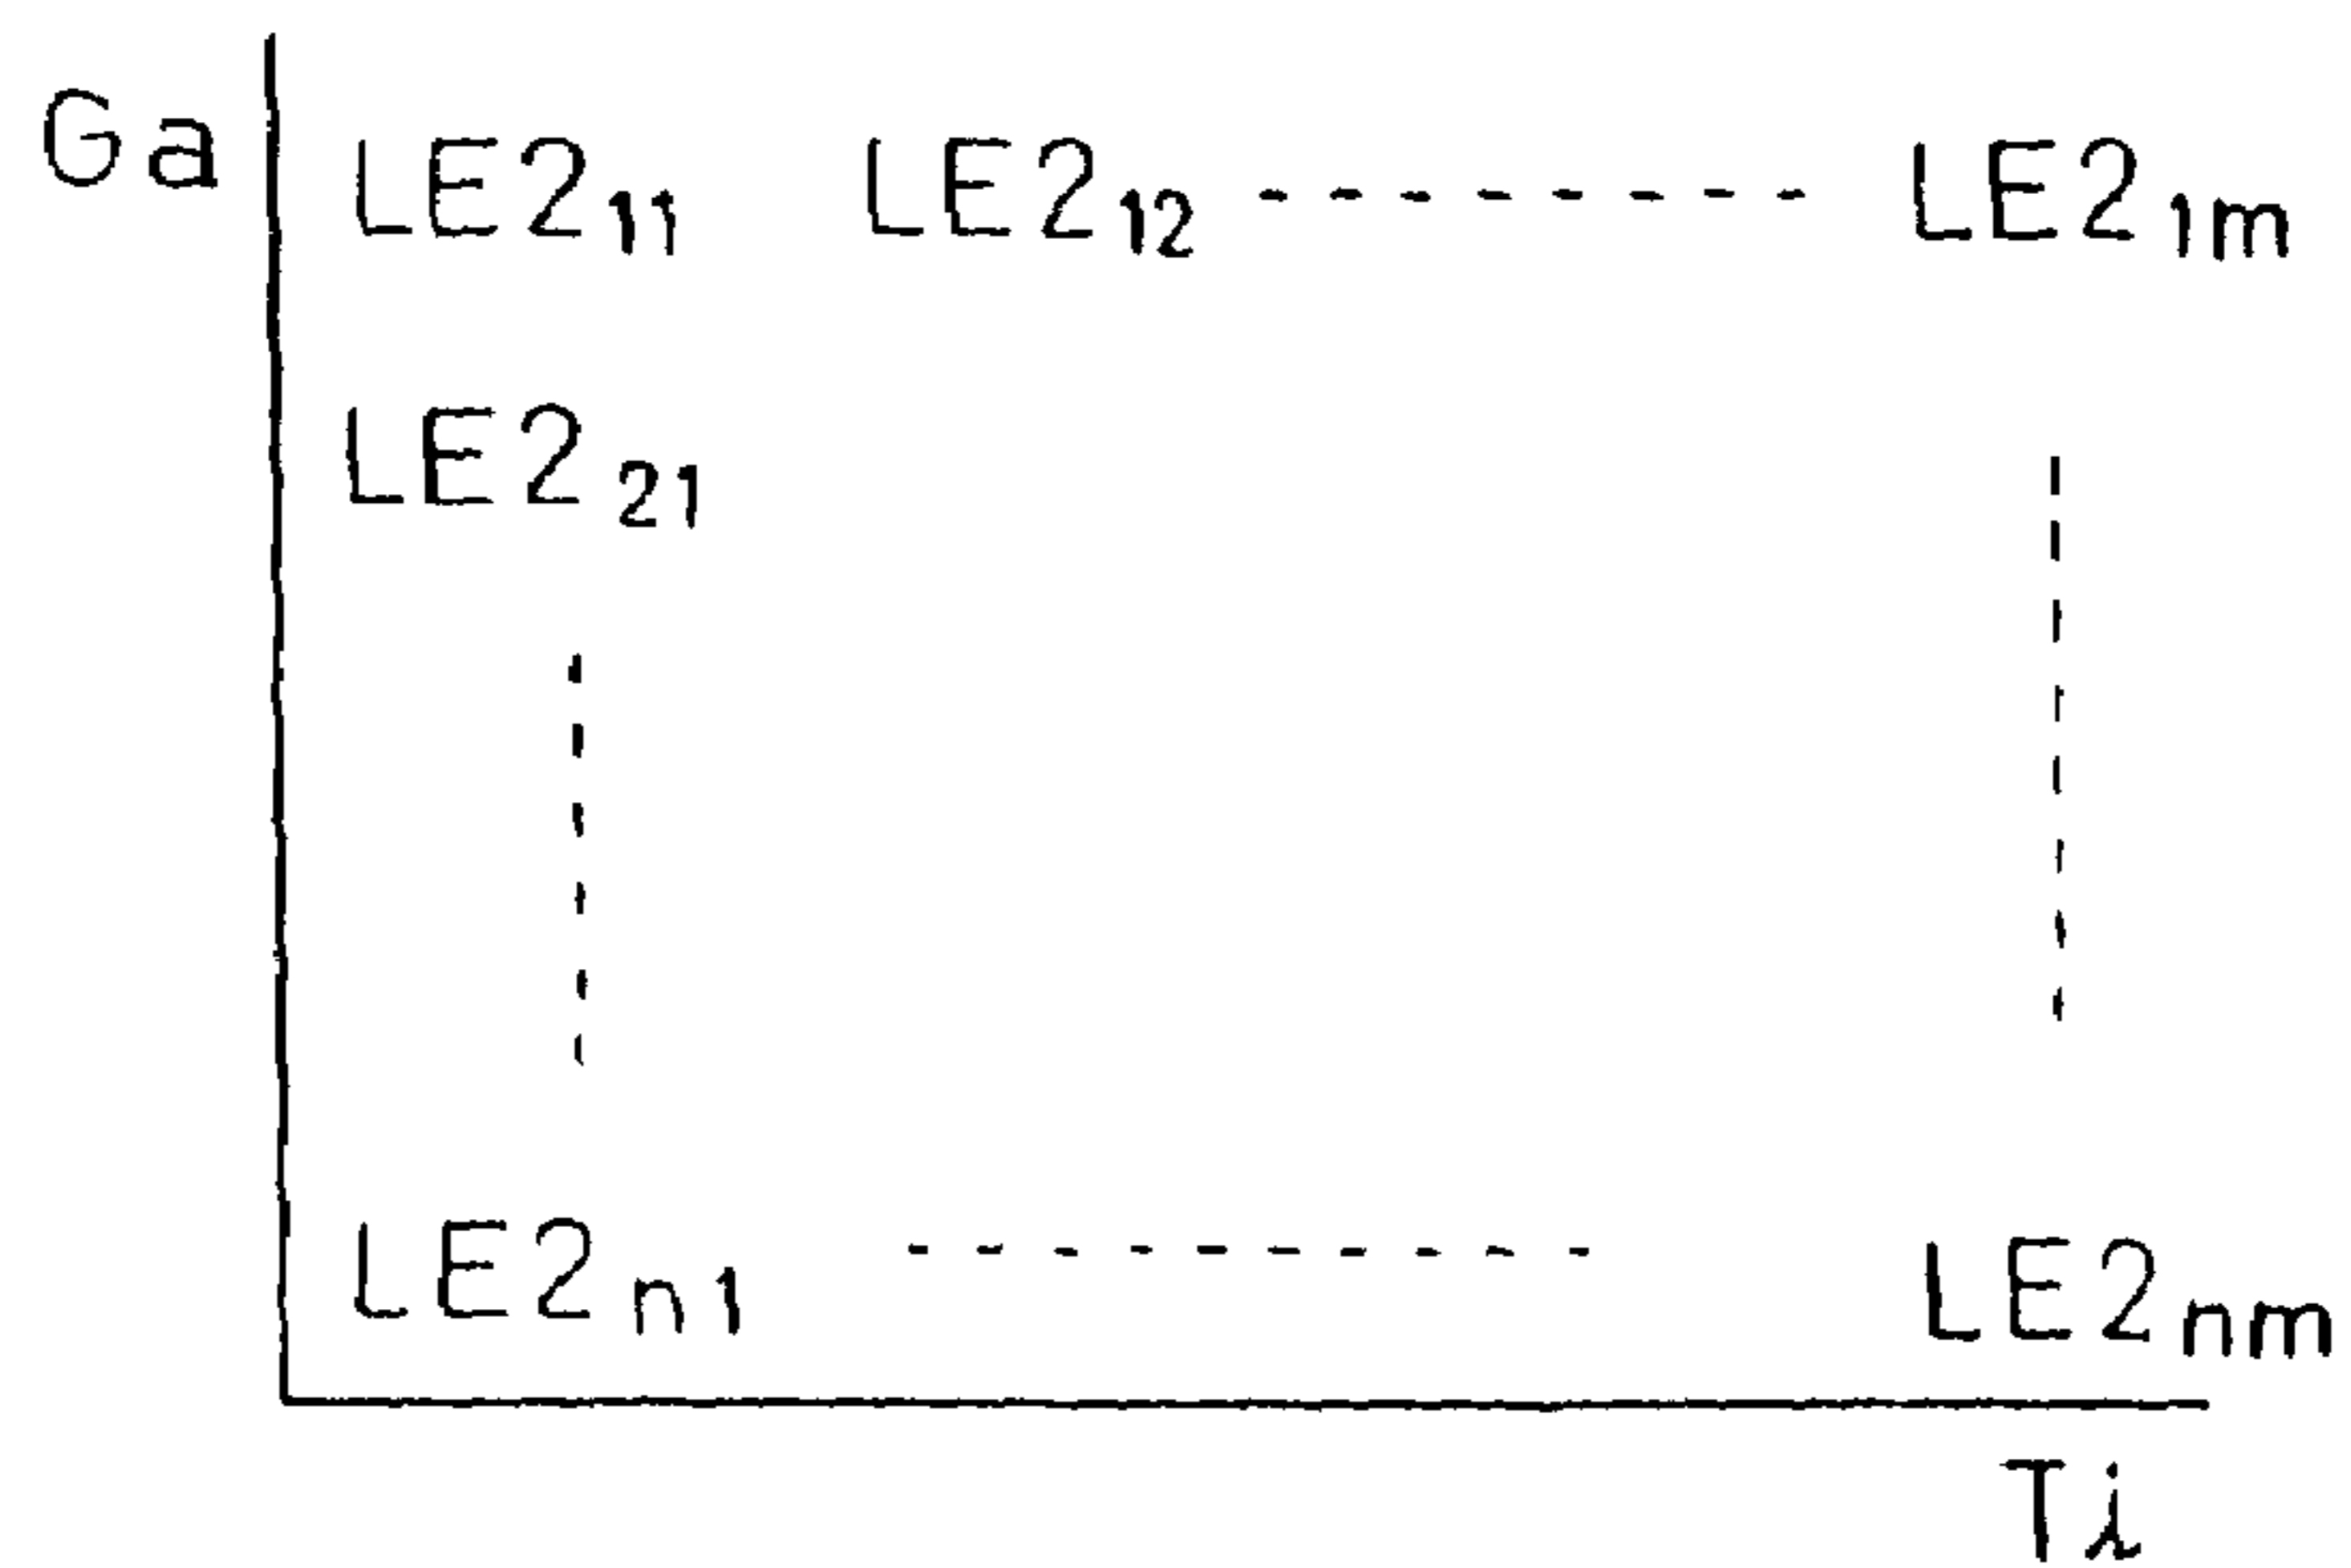 Ga LE2₁₁ LE2₁₂ -------- LE2₁ₘ
LE2₂₁
LE2ₙ₁ ---------- LE2ₙₘ
Ti